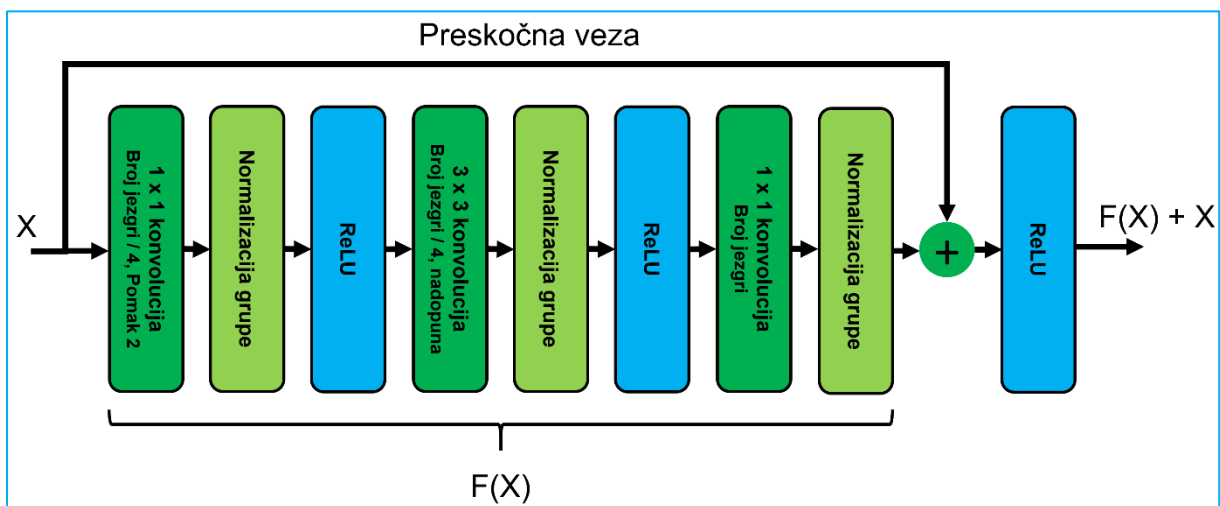 Preskočna veza
X
1 x 1 konvolucija
Broj jezgri / 4, Pomak 2
Normalizacija grupe
ReLU
3 x 3 konvolucija
Broj jezgri / 4, nadopuna
Normalizacija grupe
ReLU
1 x 1 konvolucija
Broj jezgri
Normalizacija grupe
+
ReLU
F(X) + X
F(X)